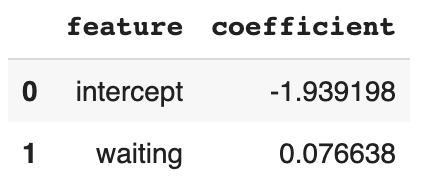 feature coefficient
0 intercept -1.939198
1 waiting 0.076638